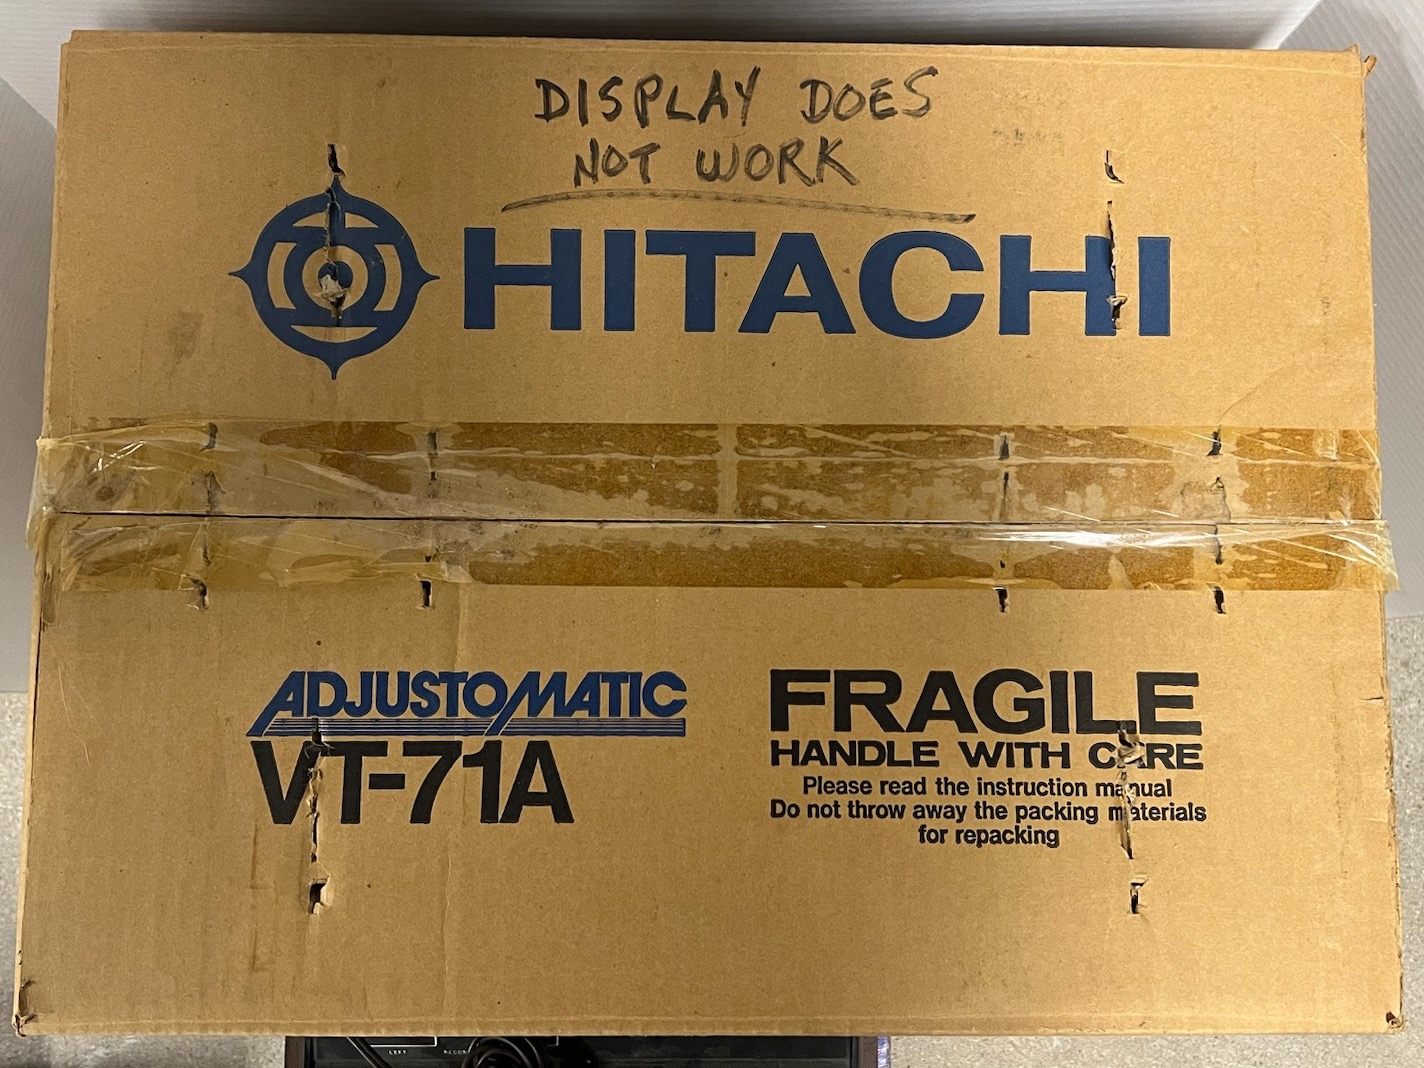 DISPLAY DOES
NOT WORK
HITACHI
ADJUSTOMATIC
VT-71A
FRAGILE
HANDLE WITH CARE
Please read the instruction manual
Do not throw away the packing materials
for repacking
LEFT